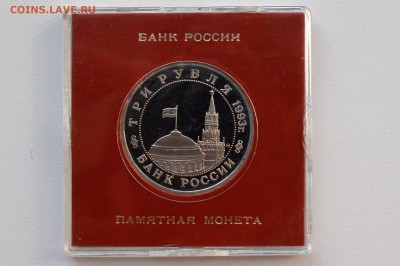 COINS.LAVE.RU
БАНК РОССИИ
ТРИ РУБЛЯ 1993г.
БАНК РОССИИ
ПАМЯТНАЯ МОНЕТА